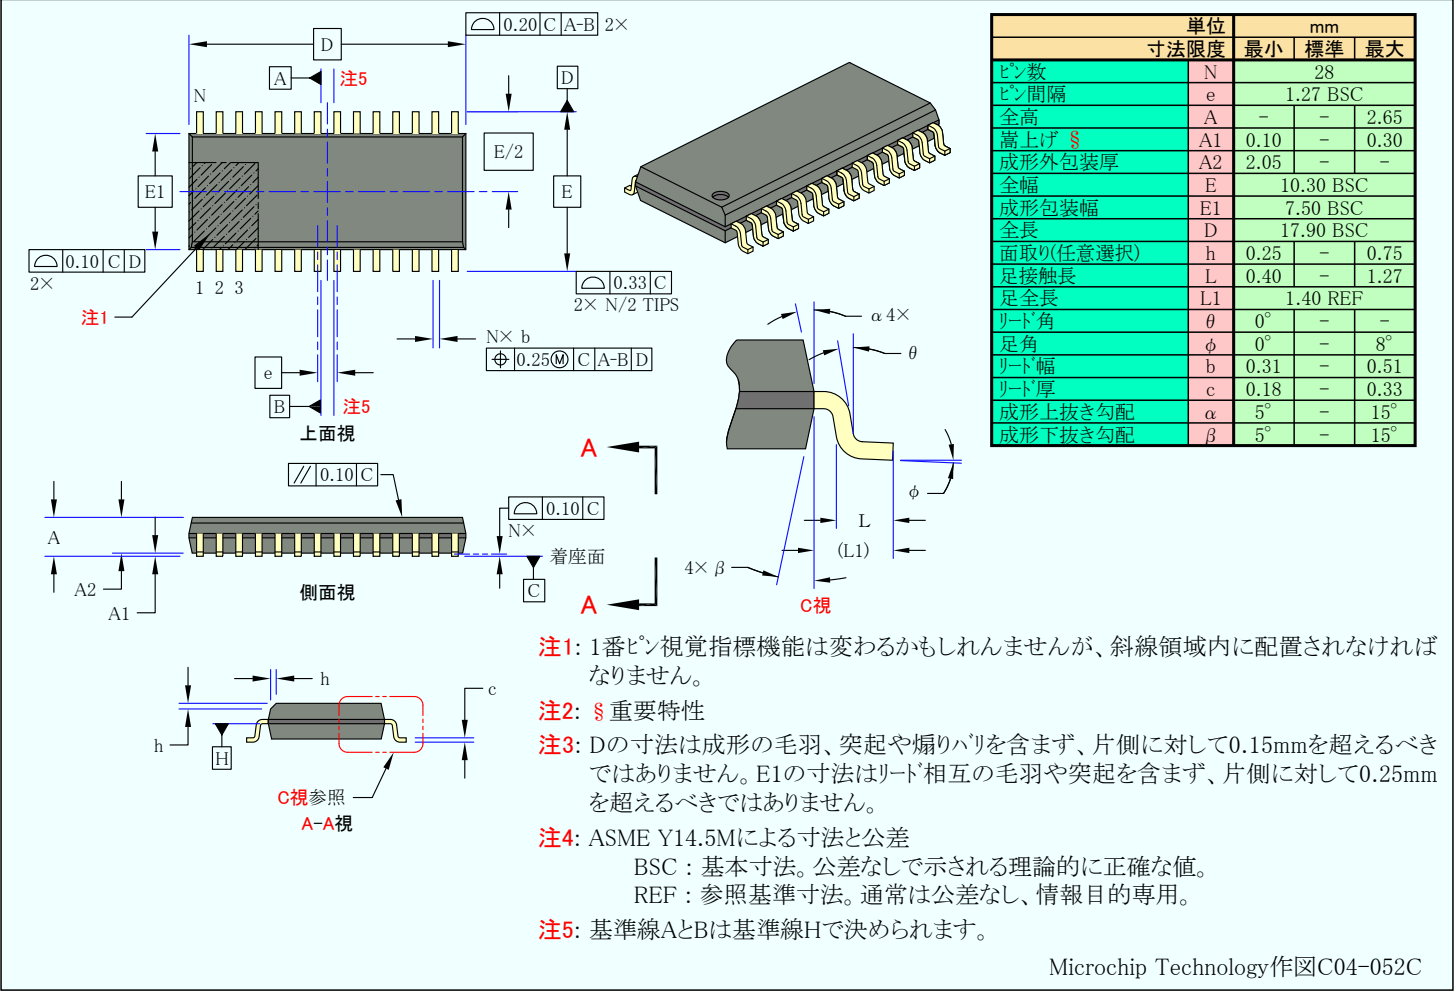 ⌓ 0.20 C A-B 2×
D
A
注5
D
N
E/2
E1
E
⌓ 0.10 C D
2×
1 2 3
⌓ 0.33 C
2× N/2 TIPS
注1
N× b
⌖ 0.25Ⓜ C A-B D
e
B
注5
上面視
α 4×
θ
φ
L
(L1)
4× β
C視
A
A
// 0.10 C
⌓ 0.10 C
N×
A
A2
A1
着座面
C
側面視
h
h
c
H
C視参照
A-A視
単位 mm
寸法限度 最小 標準 最大
ﾋﾟﾝ数 N 28
ﾋﾟﾝ間隔 e 1.27 BSC
全高 A - - 2.65
嵩上げ § A1 0.10 - 0.30
成形外包装厚 A2 2.05 - -
全幅 E 10.30 BSC
成形包装幅 E1 7.50 BSC
全長 D 17.90 BSC
面取り(任意選択) h 0.25 - 0.75
足接触長 L 0.40 - 1.27
足全長 L1 1.40 REF
ﾘｰﾄﾞ角 θ 0° - -
足角 φ 0° - 8°
ﾘｰﾄﾞ幅 b 0.31 - 0.51
ﾘｰﾄﾞ厚 c 0.18 - 0.33
成形上抜き勾配 α 5° - 15°
成形下抜き勾配 β 5° - 15°
注1: 1番ﾋﾟﾝ視覚指標機能は変わるかもしれんませんが、斜線領域内に配置されなければ
なりません。
注2: § 重要特性
注3: Dの寸法は成形の毛羽、突起や煽りﾊﾞﾘを含まず、片側に対して0.15mmを超えるべき
ではありません。E1の寸法はﾘｰﾄﾞ相互の毛羽や突起を含まず、片側に対して0.25mm
を超えるべきではありません。
注4: ASME Y14.5Mによる寸法と公差
BSC : 基本寸法。公差なしで示される理論的に正確な値。
REF : 参照基準寸法。通常は公差なし、情報目的専用。
注5: 基準線AとBは基準線Hで決められます。
Microchip Technology作図C04-052C